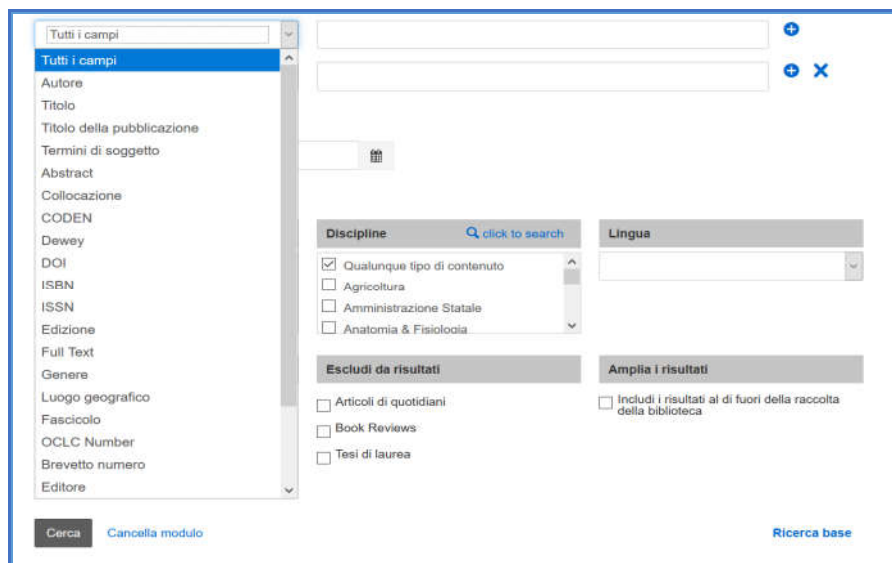 Tutti i campi
Tutti i campi
Autore
Titolo
Titolo della pubblicazione
Termini di soggetto
Abstract
Collocazione
CODEN
Dewey
DOI
ISBN
ISSN
Edizione
Full Text
Genere
Luogo geografico
Fascicolo
OCLC Number
Brevetto numero
Editore
Discipline click to search
Qualunque tipo di contenuto
Agricoltura
Amministrazione Statale
Anatomia & Fisiologia
Lingua
Escludi da risultati
Articoli di quotidiani
Book Reviews
Tesi di laurea
Amplia i risultati
Includi i risultati al di fuori della raccolta
della biblioteca
Cerca Cancella modulo Ricerca base